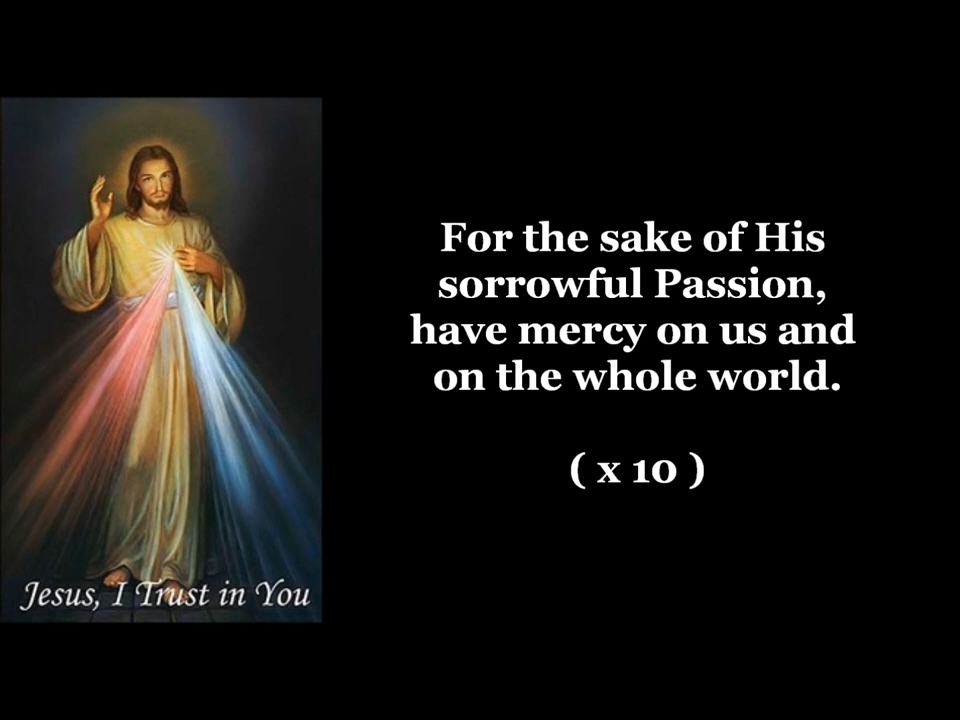 For the sake of His
sorrowful Passion,
have mercy on us and
on the whole world.
( x 10 )
Jesus, I Trust in You